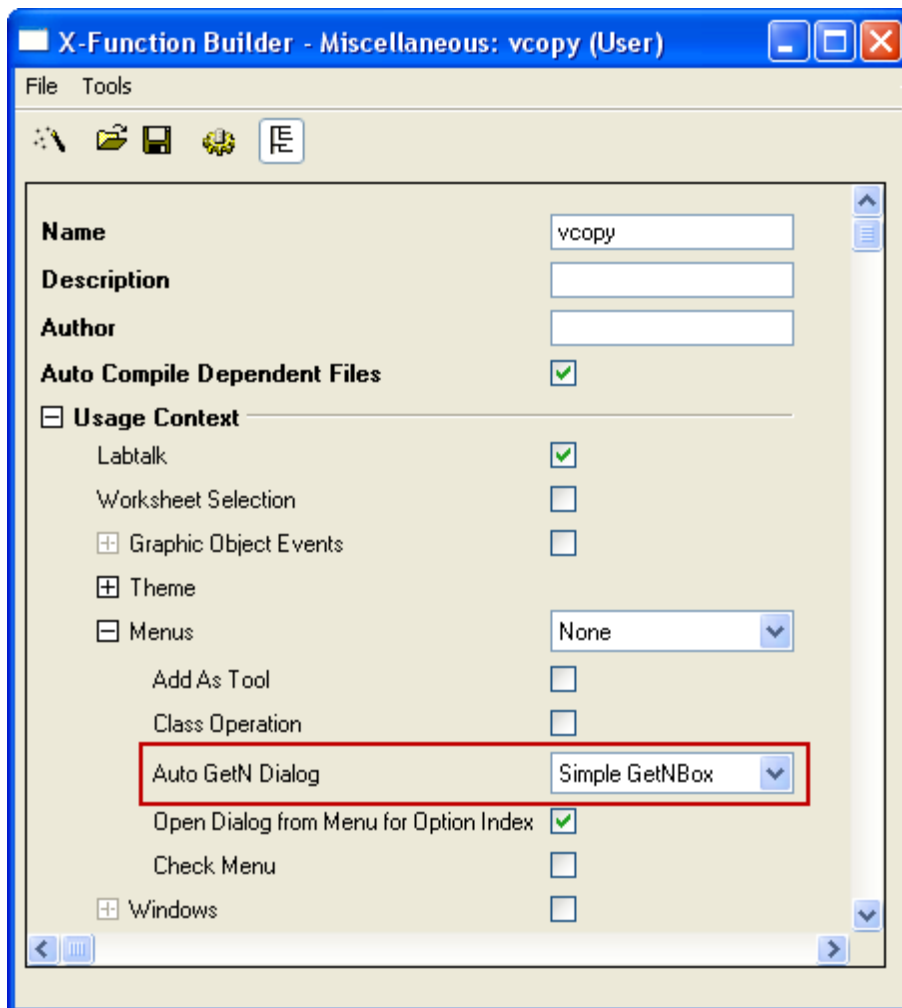 X-Function Builder - Miscellaneous: vcopy (User)
File Tools
Name vcopy
Description
Author
Auto Compile Dependent Files
Usage Context
Labtalk
Worksheet Selection
Graphic Object Events
Theme
Menus None
Add As Tool
Class Operation
Auto GetN Dialog Simple GetNBox
Open Dialog from Menu for Option Index
Check Menu
Windows